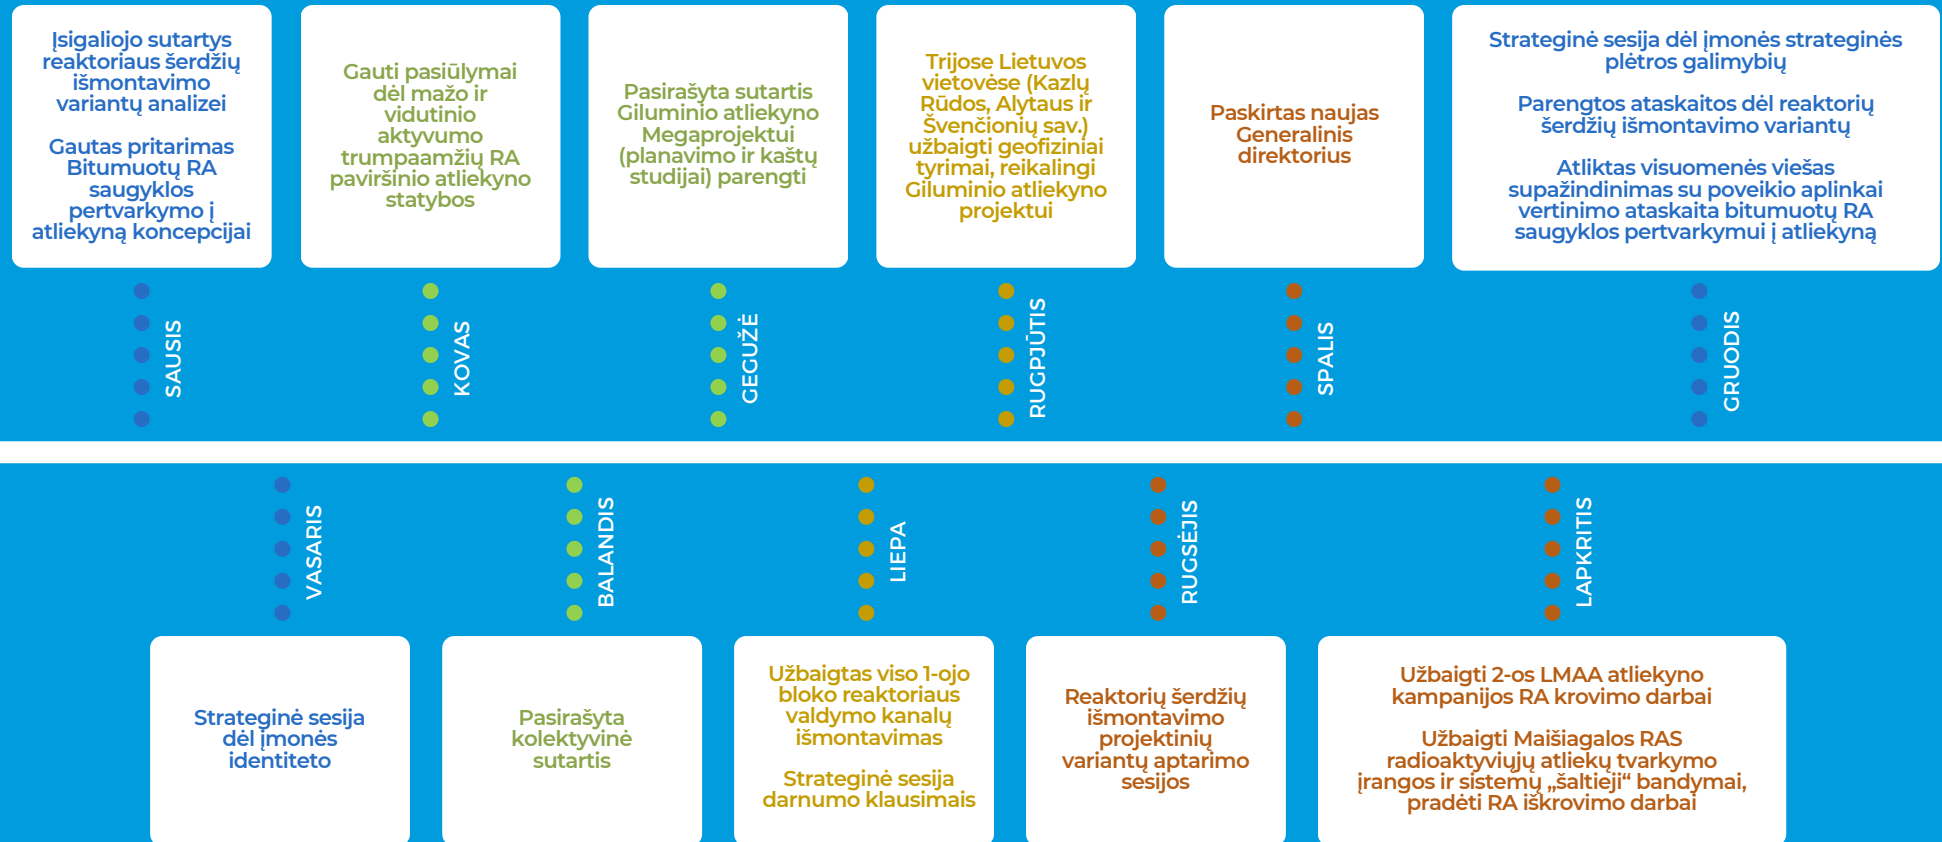 Įsigaliojo sutartys
reaktoriaus šerdžių
išmontavimo
variantų analizei
Gautas pritarimas
Bitumuotų RA
saugyklos
pertvarkymo į
atliekyną koncepcijai
Gauti pasiūlymai
dėl mažo ir
vidutinio
aktyvumo
trumpaamžių RA
paviršinio atliekyno
statybos
Pasirašyta sutartis
Giluminio atliekyno
Megaprojektui
(planavimo ir kaštų
studijai) parengti
Trijose Lietuvos
vietovėse (Kazlų
Rūdos, Alytaus ir
Švenčionių sav.)
užbaigti geofiziniai
tyrimai, reikalingi
Giluminio atliekyno
projektui
Paskirtas naujas
Generalinis
direktorius
Strateginė sesija dėl įmonės strateginės
plėtros galimybių
Parengtos ataskaitos dėl reaktorių
šerdžių išmontavimo variantų
Atliktas visuomenės viešas
supažindinimas su poveikio aplinkai
vertinimo ataskaita bitumuotų RA
saugyklos pertvarkymui į atliekyną
SAUSIS
KOVAS
GEGUŽĖ
RUGPJŪTIS
SPALIS
GRUODIS
VASARIS
BALANDIS
LIEPA
RUGSĖJIS
LAPKRITIS
Strateginė sesija
dėl įmonės
identiteto
Pasirašyta
kolektyvinė
sutartis
Užbaigtas viso 1-ojo
bloko reaktoriaus
valdymo kanalų
išmontavimas
Strateginė sesija
darnumo klausimais
Reaktorių šerdžių
išmontavimo
projektinių
variantų aptarimo
sesijos
Užbaigti 2-os LMAA atliekyno
kampanijos RA krovimo darbai
Užbaigti Maišiagalos RAS
radioaktyviųjų atliekų tvarkymo
įrangos ir sistemų „šaltieji“ bandymai,
pradėti RA iškrovimo darbai